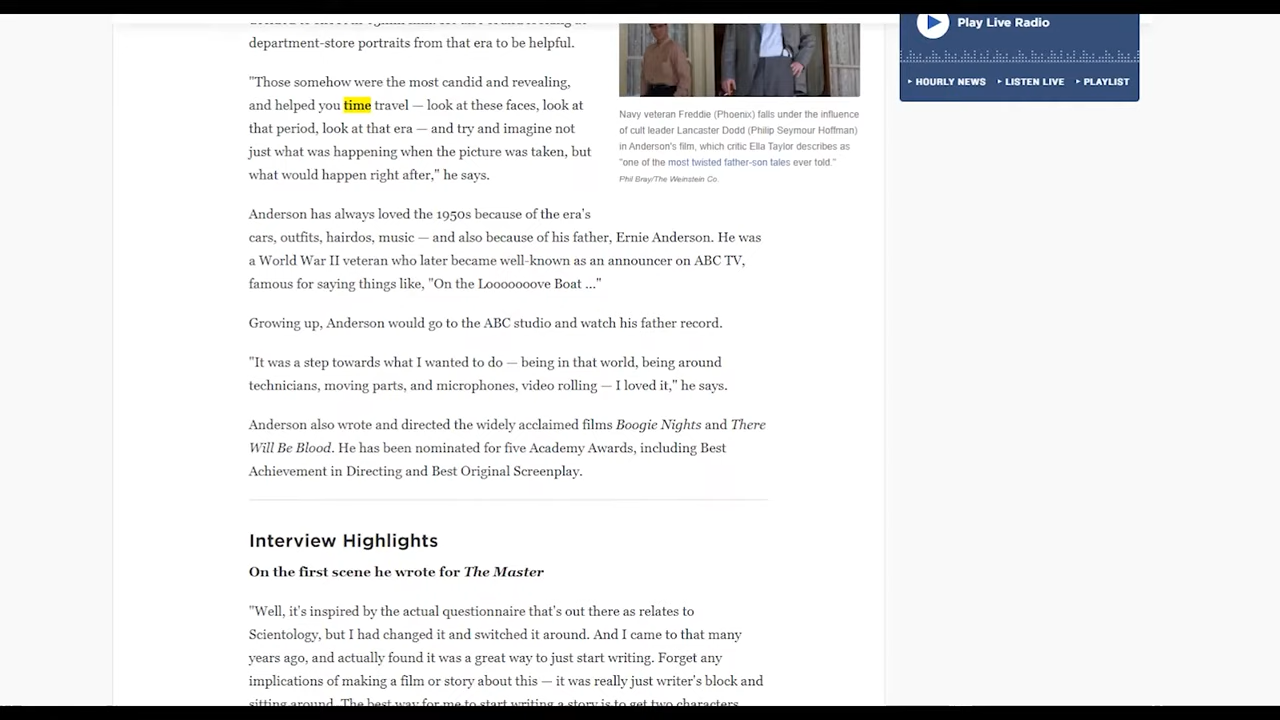 department-store portraits from that era to be helpful.
"Those somehow were the most candid and revealing,
and helped you time travel — look at these faces, look at
that period, look at that era — and try and imagine not
just what was happening when the picture was taken, but
what would happen right after," he says.
Anderson has always loved the 1950s because of the era's
cars, outfits, hairdos, music — and also because of his father, Ernie Anderson. He was
a World War II veteran who later became well-known as an announcer on ABC TV,
famous for saying things like, "On the Looooooove Boat ..."
Growing up, Anderson would go to the ABC studio and watch his father record.
"It was a step towards what I wanted to do — being in that world, being around
technicians, moving parts, and microphones, video rolling — I loved it," he says.
Anderson also wrote and directed the widely acclaimed films Boogie Nights and There
Will Be Blood. He has been nominated for five Academy Awards, including Best
Achievement in Directing and Best Original Screenplay.
Interview Highlights
On the first scene he wrote for The Master
"Well, it's inspired by the actual questionnaire that's out there as relates to
Scientology, but I had changed it and switched it around. And I came to that many
years ago, and actually found it was a great way to just start writing. Forget any
implications of making a film or story about this — it was really just writer's block and
sitting around. The best way for me to start writing a story is to get two characters
Navy veteran Freddie (Phoenix) falls under the influence
of cult leader Lancaster Dodd (Philip Seymour Hoffman)
in Anderson's film, which critic Ella Taylor describes as
"one of the most twisted father-son tales ever told."
Phil Bray/The Weinstein Co.
Play Live Radio
HOURLY NEWS
LISTEN LIVE
PLAYLIST